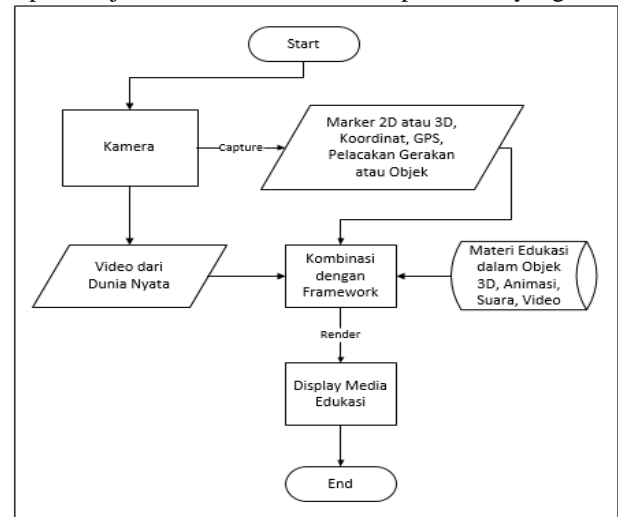 Start
Kamera
Capture
Marker 2D atau 3D,
Koordinat, GPS,
Pelacakan Gerakan
atau Objek
Video dari
Dunia Nyata
Kombinasi
dengan
Framework
Materi Edukasi
dalam Objek
3D, Animasi,
Suara, Video
Render
Display Media
Edukasi
End